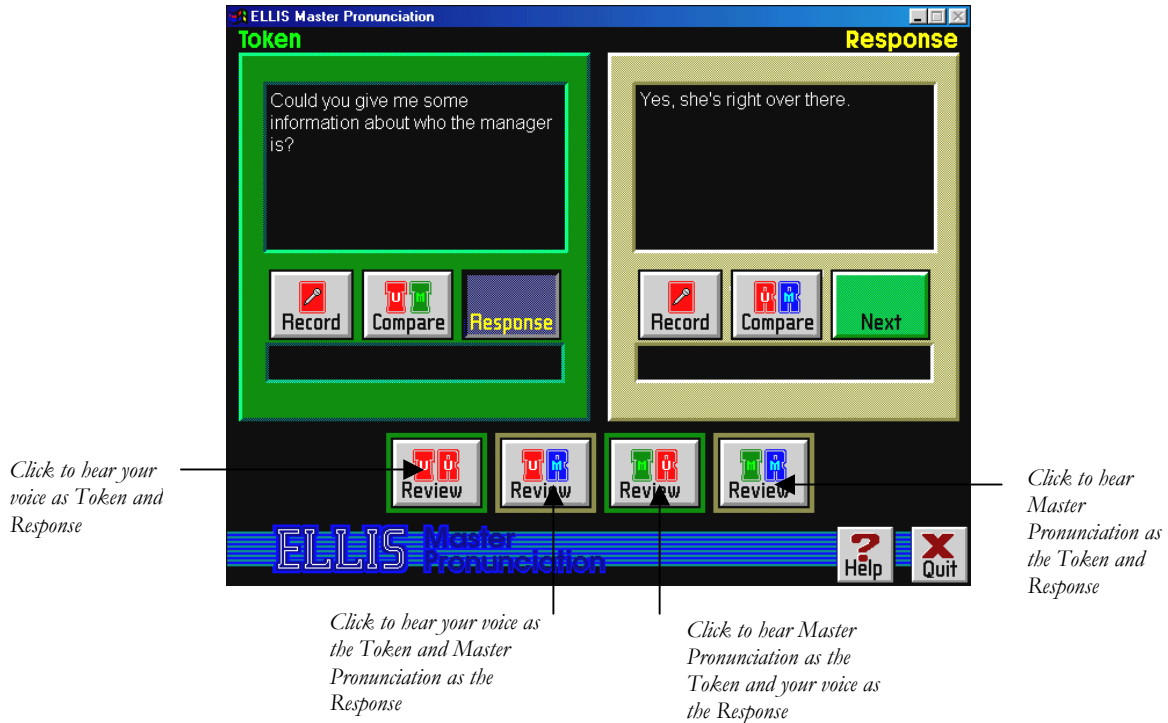 ELLIS Master Pronunciation
Token
Response
Could you give me some
information about who the manager
is?
Yes, she's right over there.
Record
U M
Compare
Response
Record
U M
Compare
Next
U U
Review
U M
Review
M U
Review
M M
Review
Click to hear your
voice as Token and
Response
Click to hear
Master
Pronunciation as
the Token and
Response
ELLIS Master
Pronunciation
?
Help
X
Quit
Click to hear your voice as
the Token and Master
Pronunciation as the
Response
Click to hear Master
Pronunciation as the
Token and your voice as
the Response